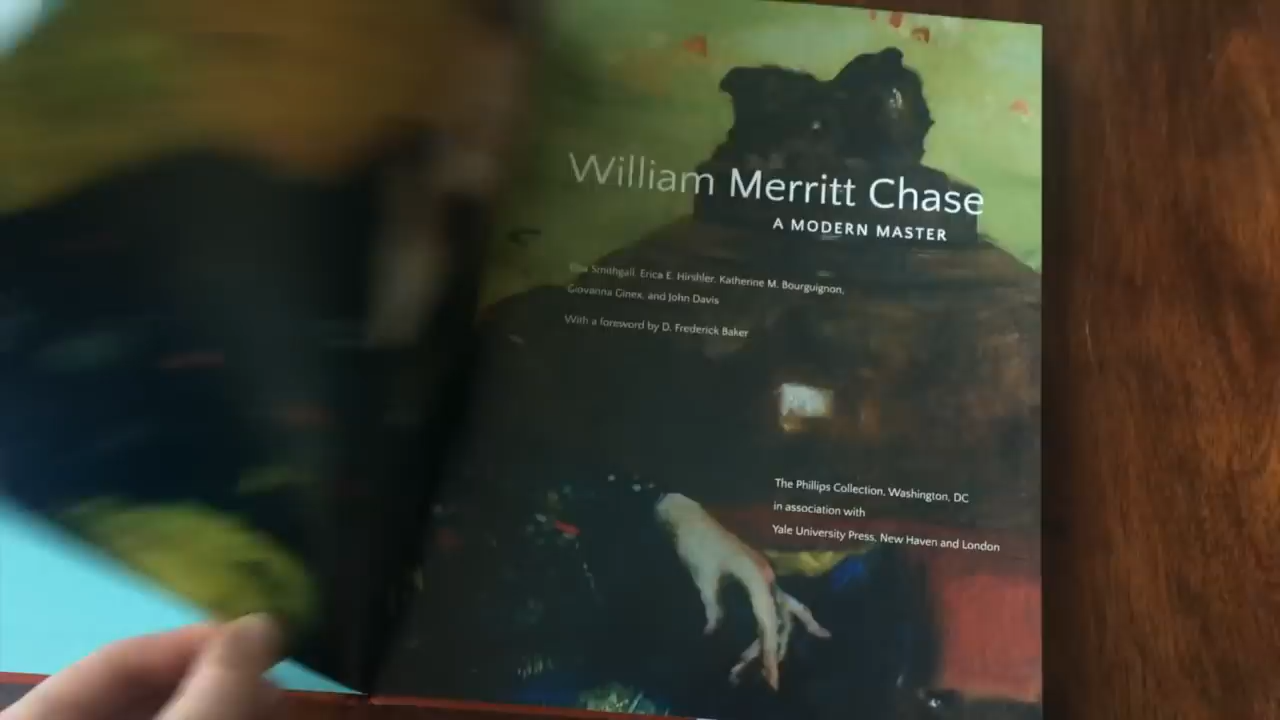 William Merritt Chase
A MODERN MASTER
Smithgall, Erica E. Hirshler, Katherine M. Bourguignon,
Giovanna Ginex, and John Davis
With a foreword by D. Frederick Baker
The Phillips Collection, Washington, DC
in association with
Yale University Press, New Haven and London